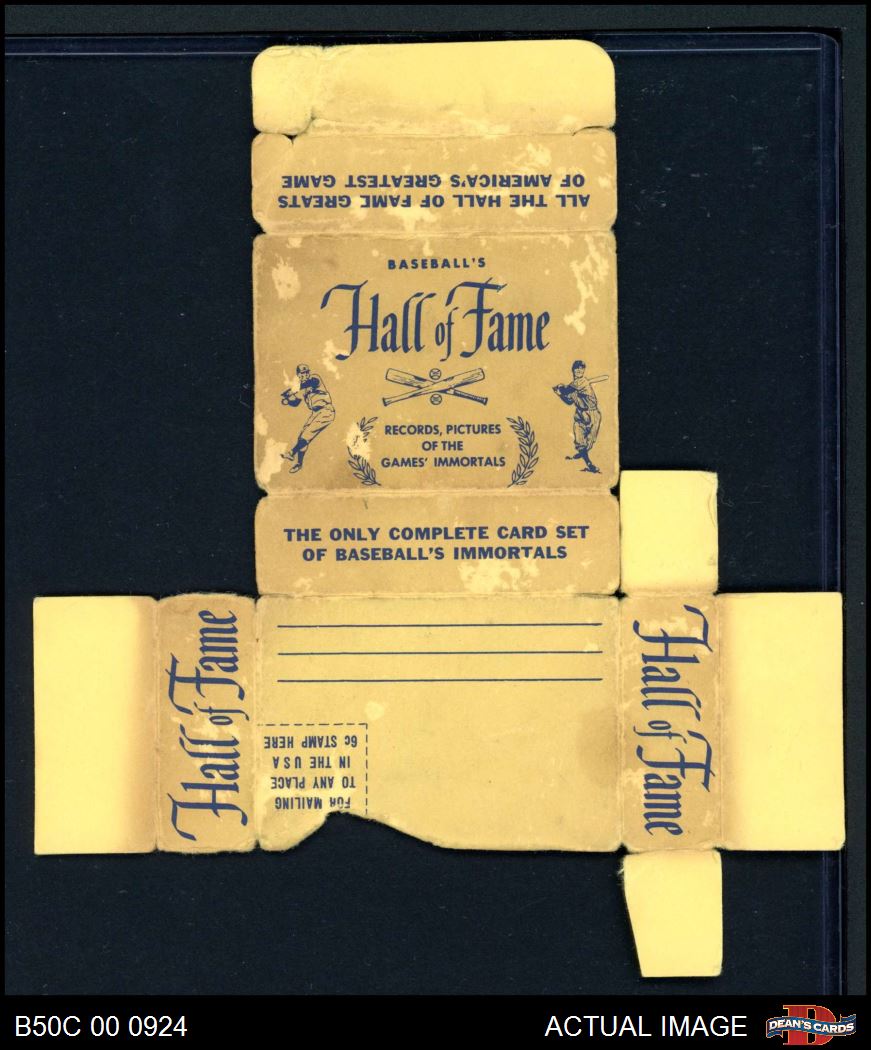 ALL THE HALL OF FAME GREATS
OF AMERICA'S GREATEST GAME
BASEBALL'S
Hall of Fame
RECORDS, PICTURES
OF THE
GAMES' IMMORTALS
THE ONLY COMPLETE CARD SET
OF BASEBALL'S IMMORTALS
Hall of Fame
FOR MAILING
TO ANY PLACE
IN THE U S A
6c STAMP HERE
Hall of Fame
B50C 00 0924
ACTUAL IMAGE
D
DEAN'S CARDS